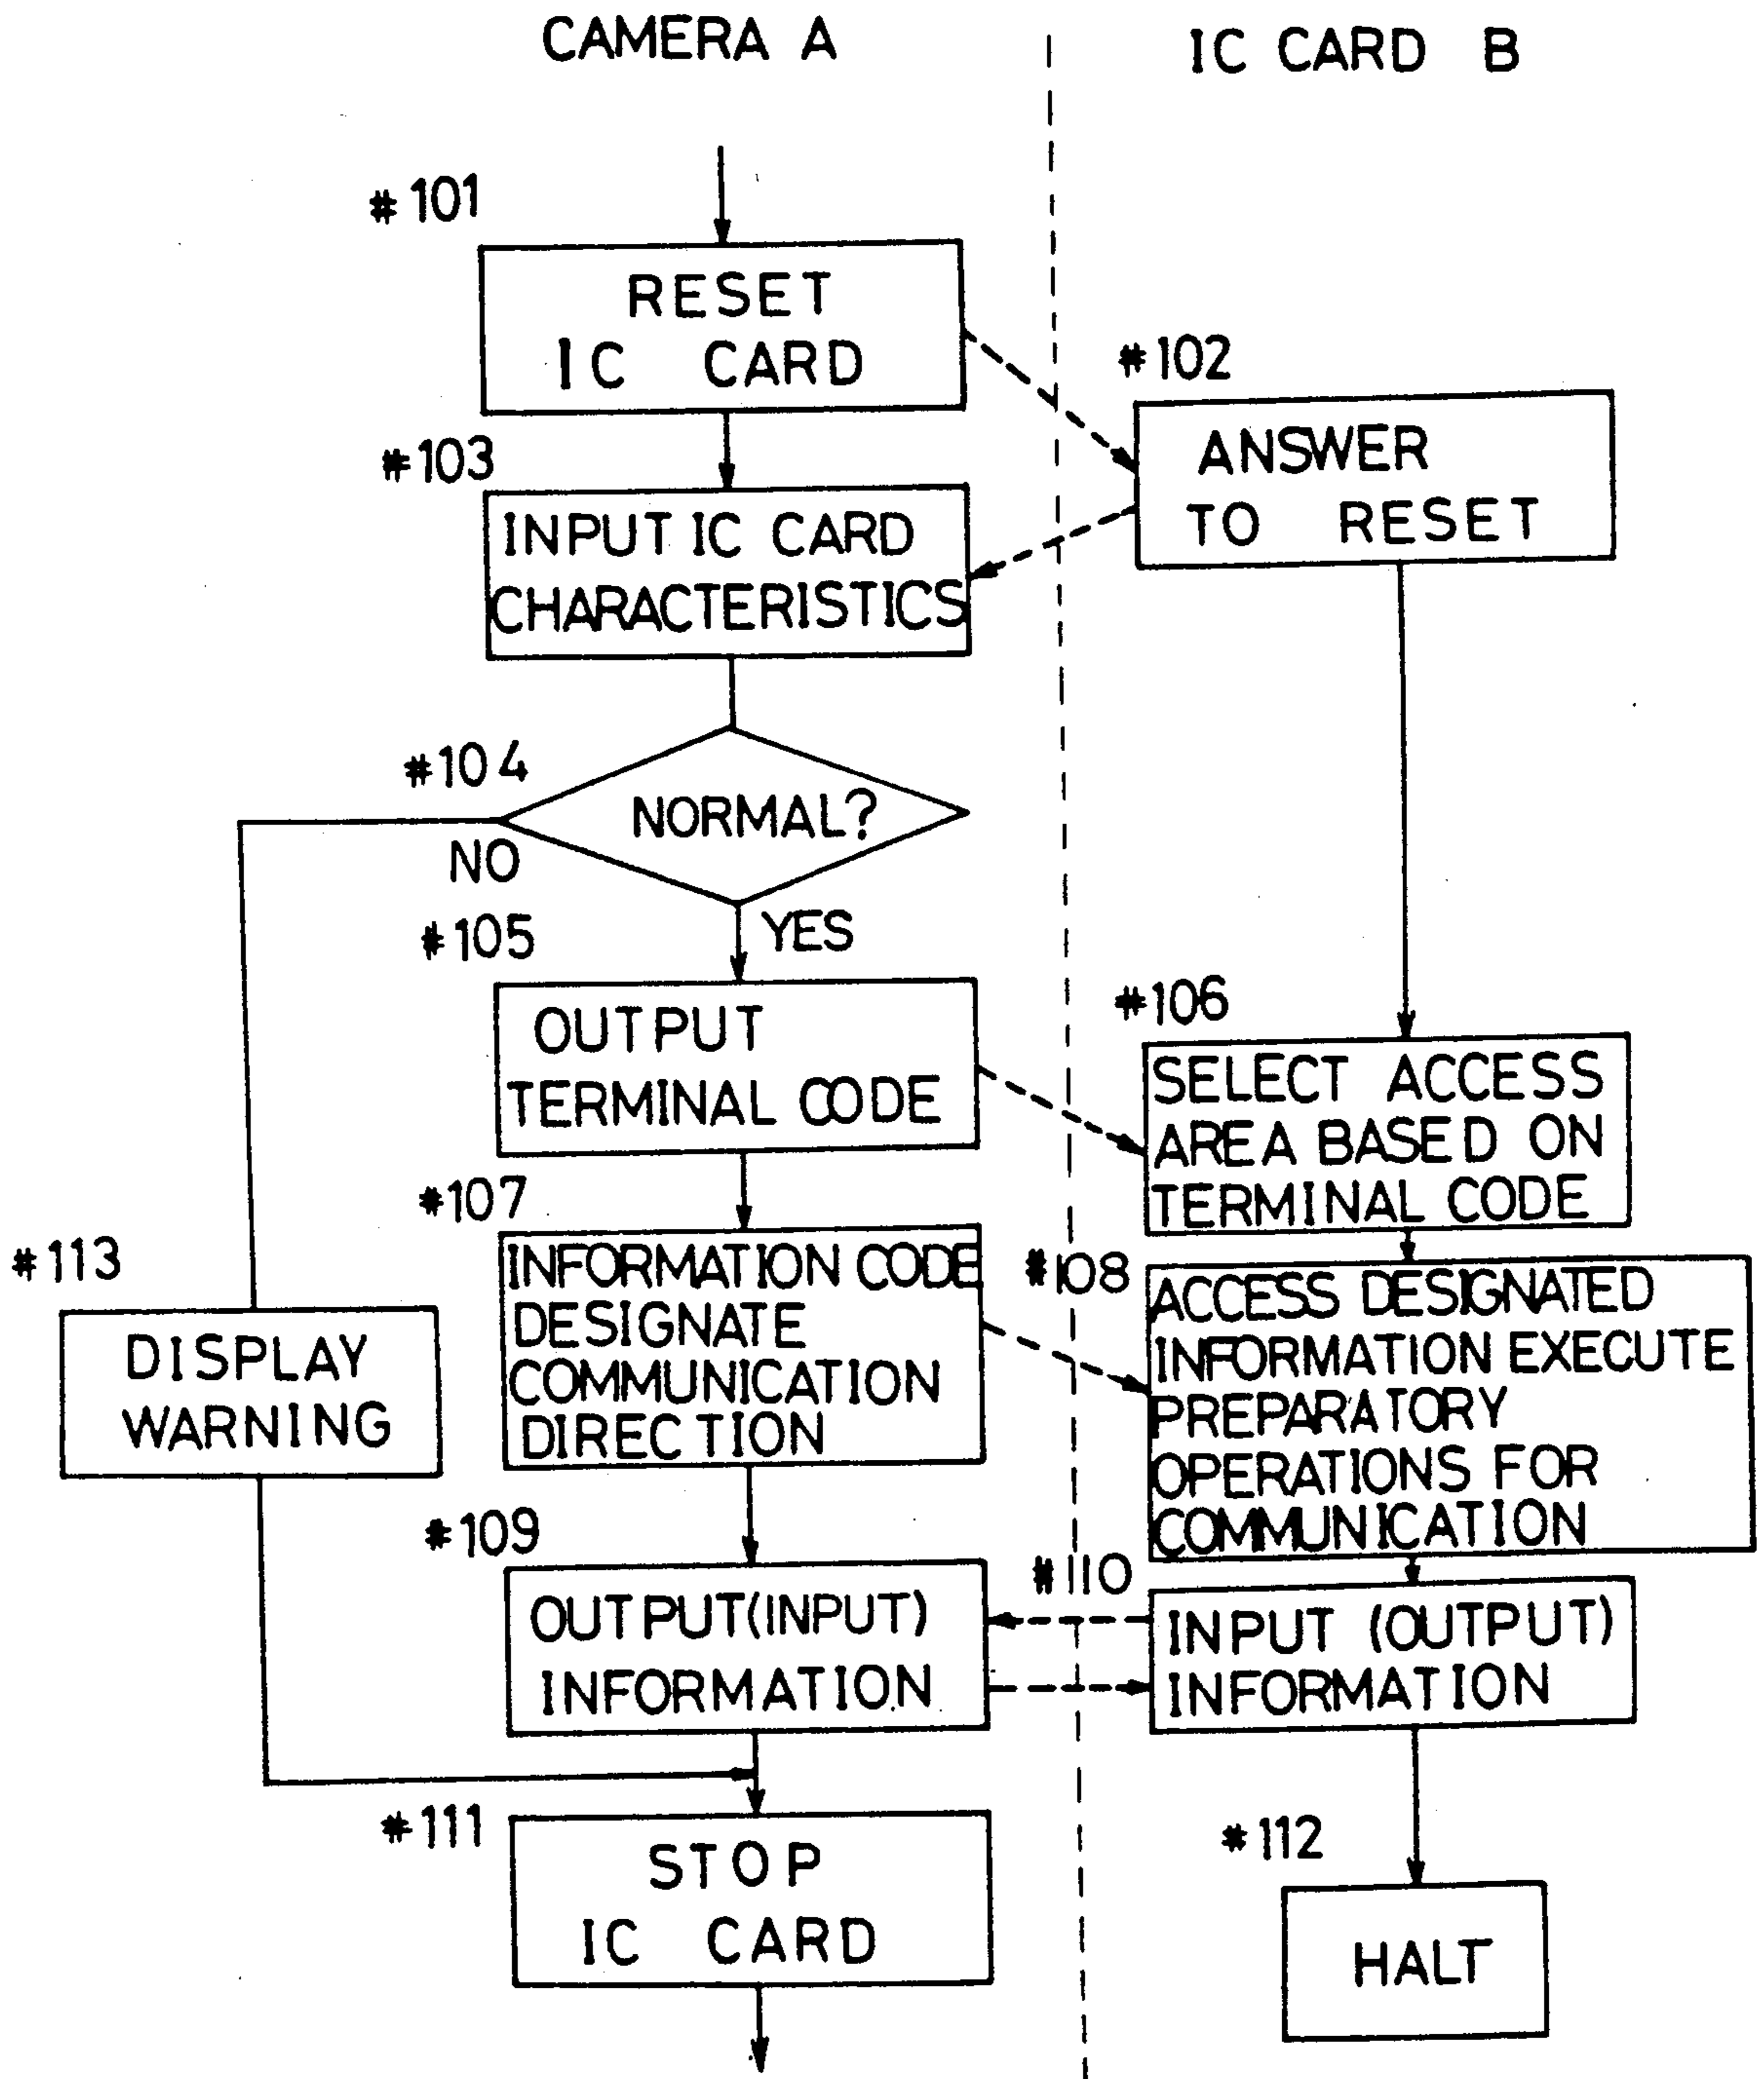 CAMERA A
IC CARD B
#101
RESET
IC CARD
#102
ANSWER
TO RESET
#103
INPUT IC CARD
CHARACTERISTICS
#104
NORMAL?
NO
YES
#105
OUTPUT
TERMINAL CODE
#106
SELECT ACCESS
AREA BASED ON
TERMINAL CODE
#107
INFORMATION CODE
DESIGNATE
COMMUNICATION
DIRECTION
#108
ACCESS DESIGNATED
INFORMATION EXECUTE
PREPARATORY
OPERATIONS FOR
COMMUNICATION
#113
DISPLAY
WARNING
#109
OUTPUT(INPUT)
INFORMATION
#110
INPUT (OUTPUT)
INFORMATION
#111
STOP
IC CARD
#112
HALT